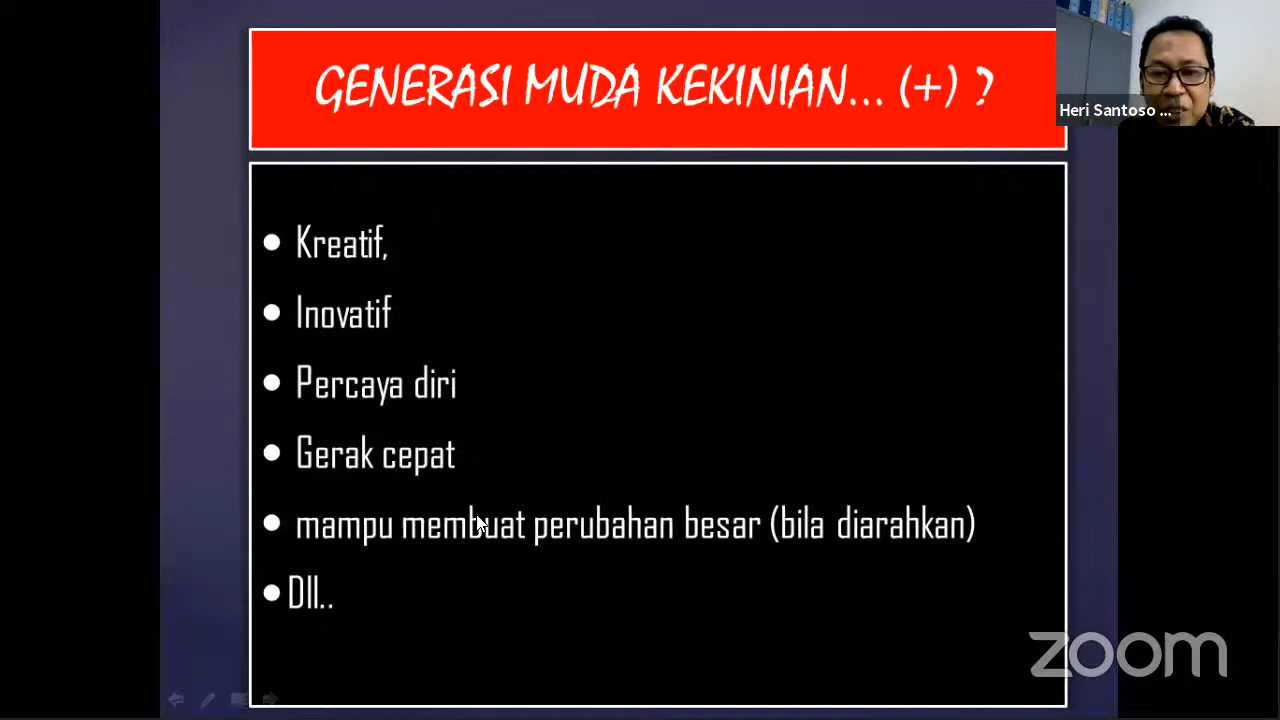 GENERASI MUDA KEKINIAN... (+) ?
Heri Santoso ...
• Kreatif,
• Inovatif
• Percaya diri
• Gerak cepat
• mampu membuat perubahan besar (bila diarahkan)
• Dll..
zoom